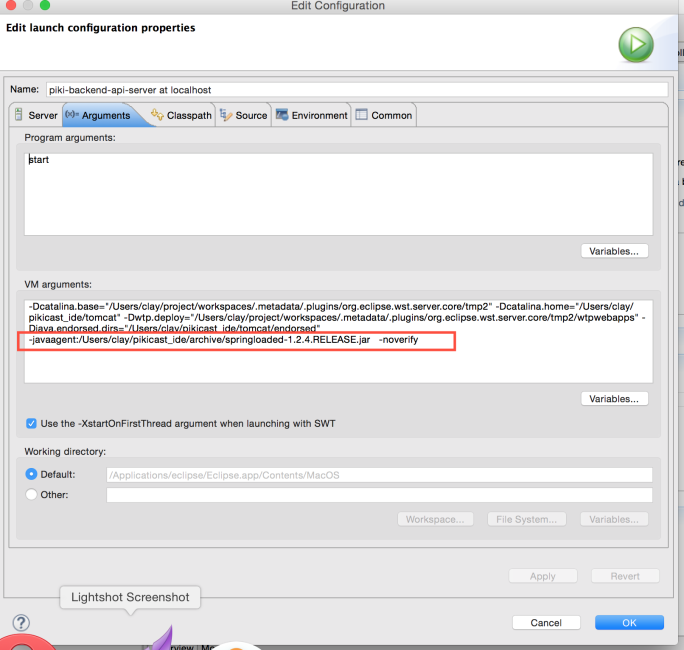 Edit Configuration
Edit launch configuration properties
Name: piki-backend-api-server at localhost
Server (x)= Arguments Classpath Source Environment Common
Program arguments:
start
Variables...
VM arguments:
-Dcatalina.base="/Users/clay/project/workspaces/.metadata/.plugins/org.eclipse.wst.server.core/tmp2" -Dcatalina.home="/Users/clay/
pikicast_ide/tomcat" -Dwtp.deploy="/Users/clay/project/workspaces/.metadata/.plugins/org.eclipse.wst.server.core/tmp2/wtpwebapps" -
Djava.endorsed.dirs="/Users/clay/pikicast_ide/tomcat/endorsed"
-javaagent:/Users/clay/pikicast_ide/archive/springloaded-1.2.4.RELEASE.jar -noverify
Variables...
Use the -XstartOnFirstThread argument when launching with SWT
Working directory:
Default: /Applications/eclipse/Eclipse.app/Contents/MacOS
Other:
Workspace... File System... Variables...
Apply Revert
Lightshot Screenshot
? Cancel OK